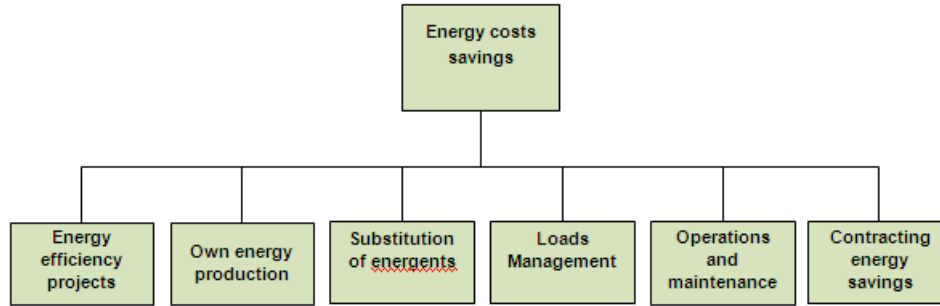 Energy costs
savings
Energy
efficiency
projects
Own energy
production
Substitution
of energents
Loads
Management
Operations
and
maintenance
Contracting
energy
savings